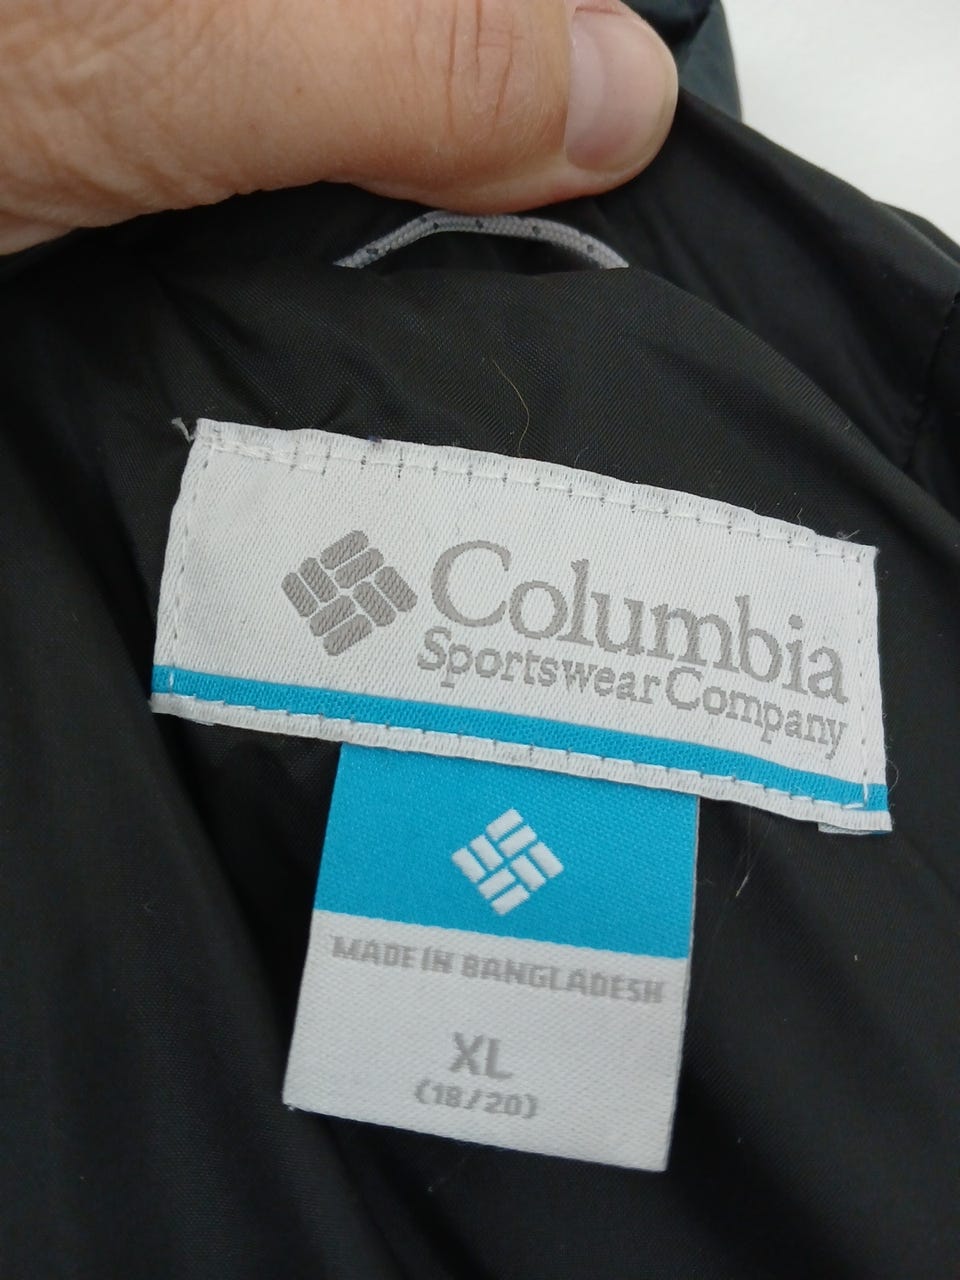 Columbia
Sportswear Company
MADE IN BANGLADESH
XL
(18/20)